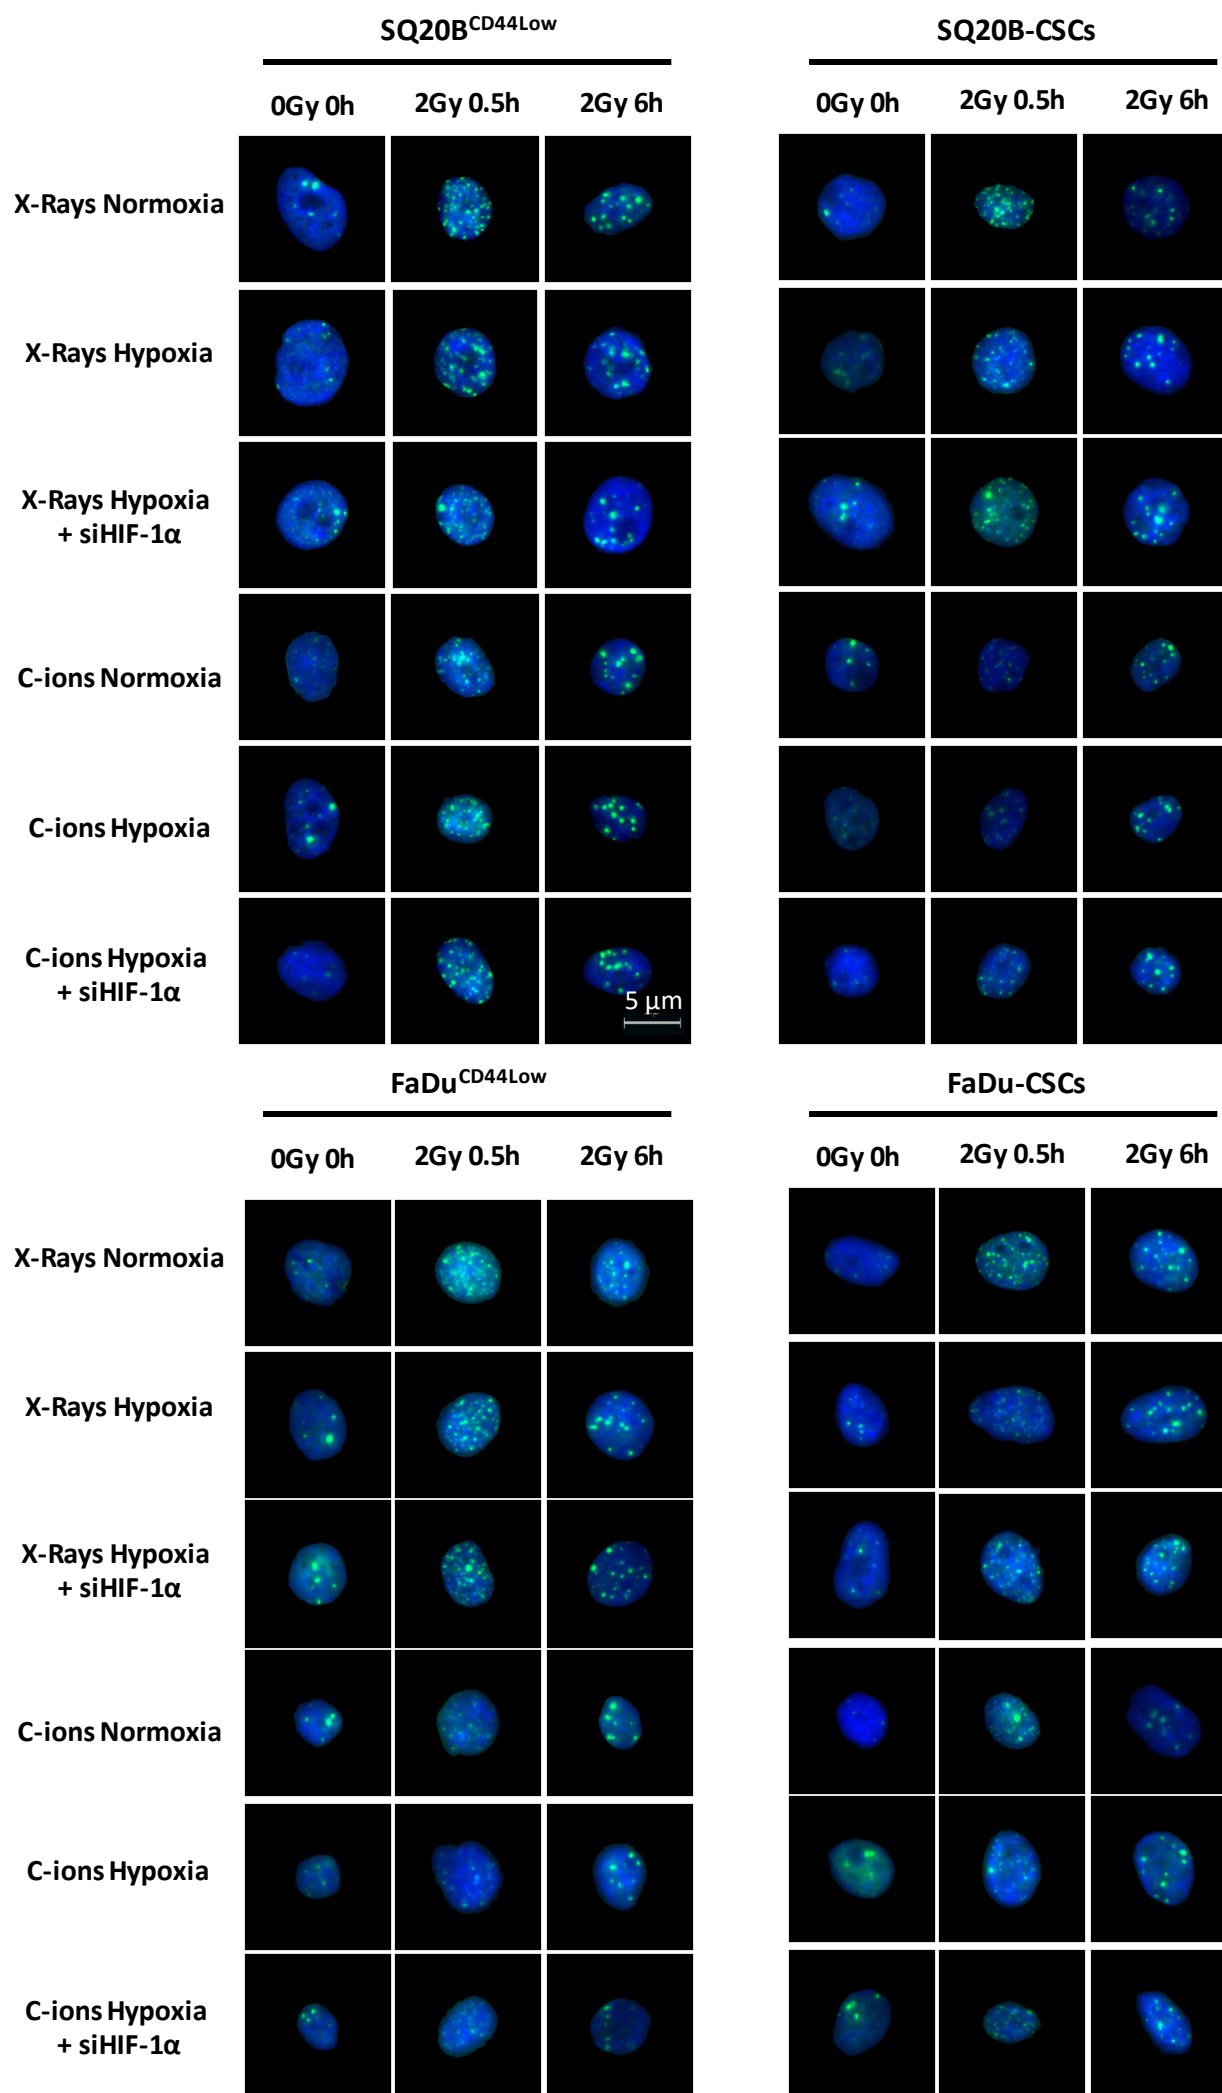 SQ20B^CD44Low SQ20B-CSCs
0Gy 0h 2Gy 0.5h 2Gy 6h 0Gy 0h 2Gy 0.5h 2Gy 6h
X-Rays Normoxia
X-Rays Hypoxia
X-Rays Hypoxia
+ siHIF-1α
C-ions Normoxia
C-ions Hypoxia
C-ions Hypoxia
+ siHIF-1α
5 µm
FaDu^CD44Low FaDu-CSCs
0Gy 0h 2Gy 0.5h 2Gy 6h 0Gy 0h 2Gy 0.5h 2Gy 6h
X-Rays Normoxia
X-Rays Hypoxia
X-Rays Hypoxia
+ siHIF-1α
C-ions Normoxia
C-ions Hypoxia
C-ions Hypoxia
+ siHIF-1α